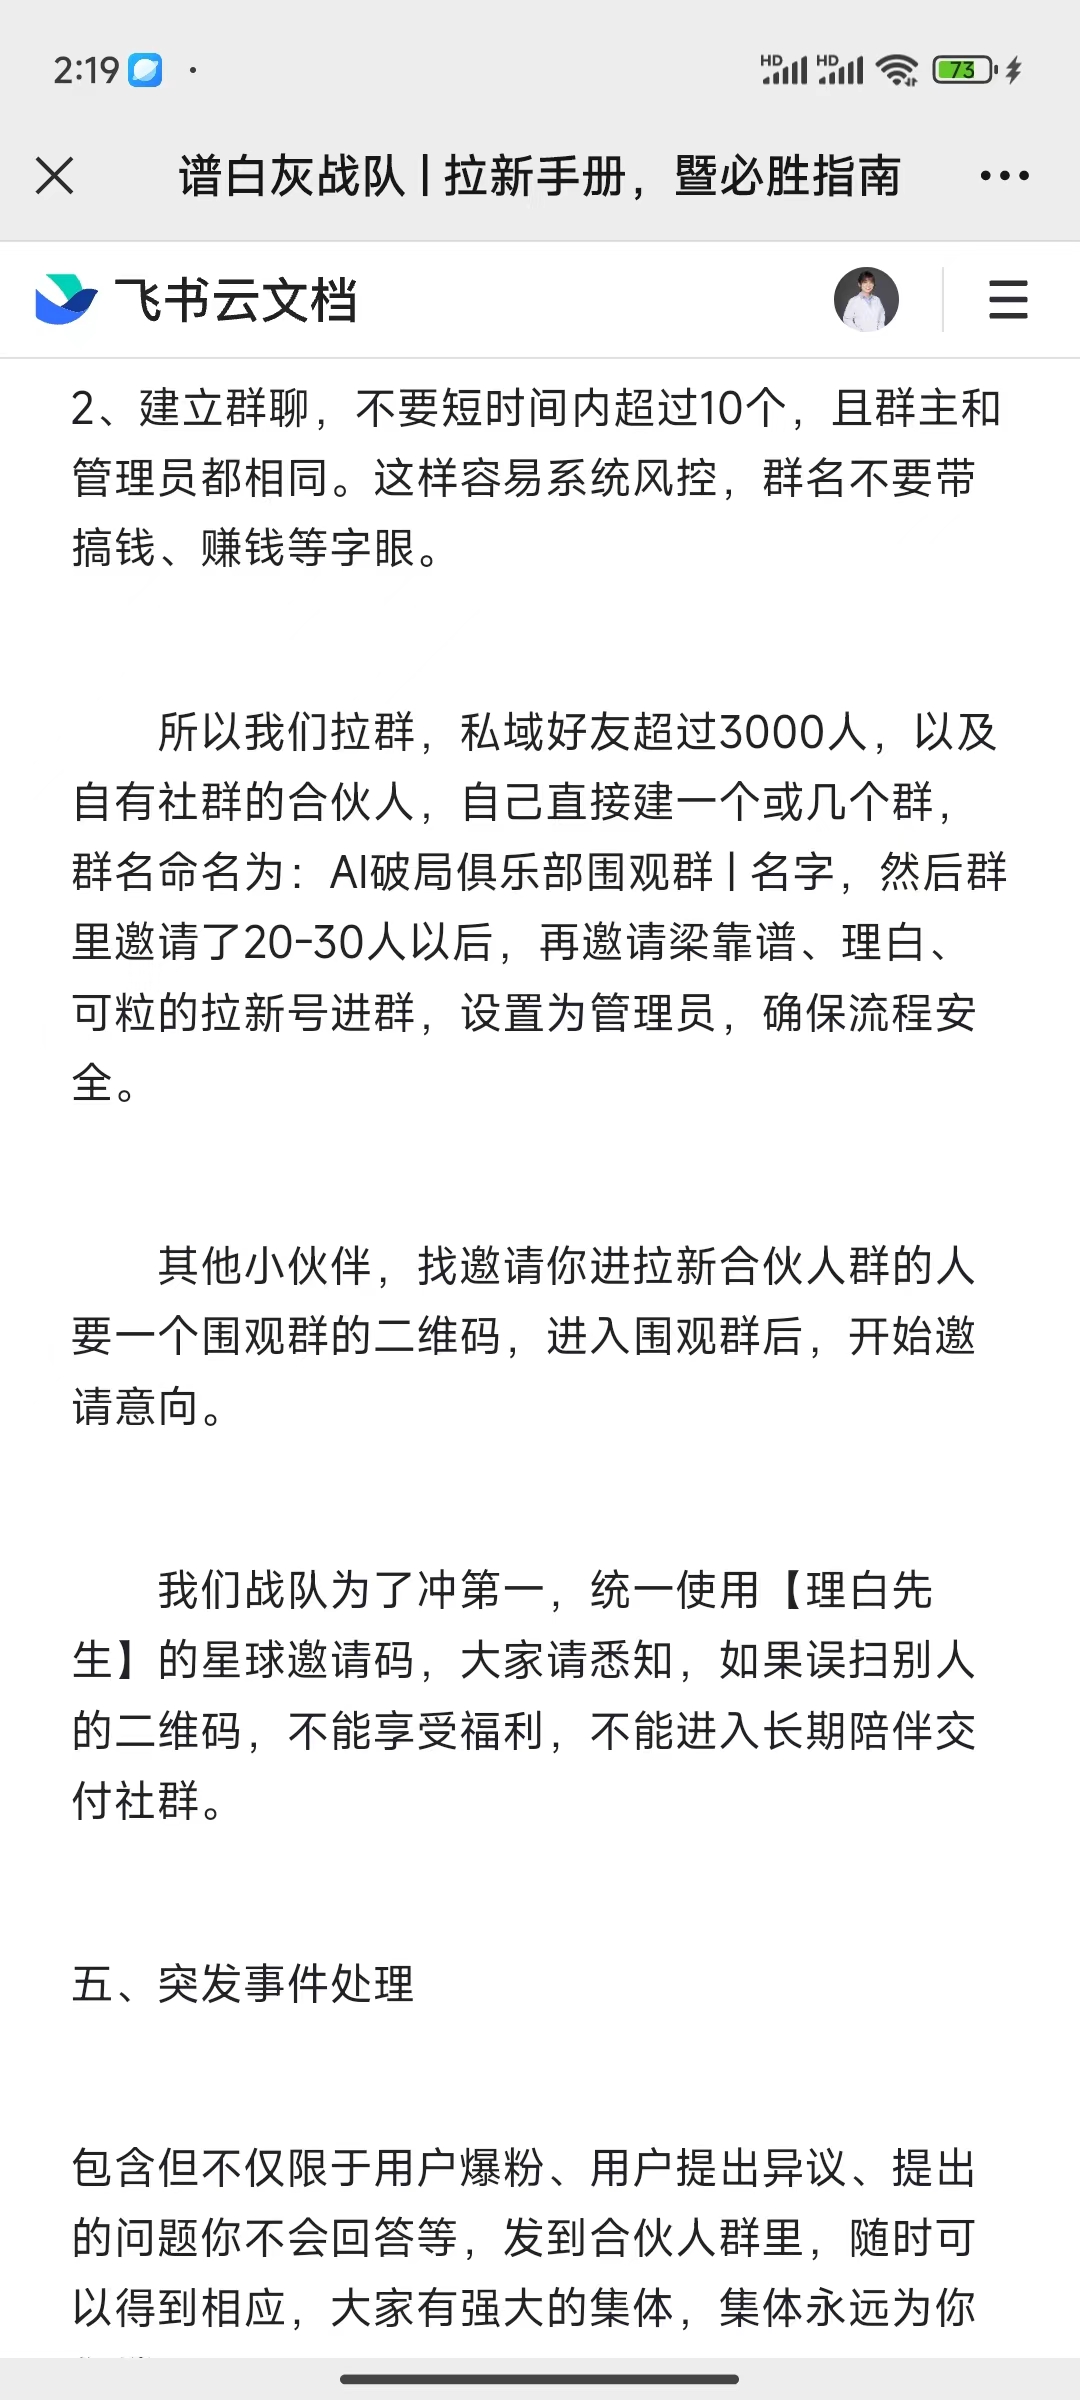 2:19
HD HD 73
谱白灰战队 | 拉新手册，暨必胜指南
飞书云文档
2、建立群聊，不要短时间内超过10个，且群主和
管理员都相同。这样容易系统风控，群名不要带
搞钱、赚钱等字眼。
所以我们拉群，私域好友超过3000人，以及
自有社群的合伙人，自己直接建一个或几个群，
群名命名为：AI破局俱乐部围观群 | 名字，然后群
里邀请了20-30人以后，再邀请梁靠谱、理白、
可粒的拉新号进群，设置为管理员，确保流程安
全。
其他小伙伴，找邀请你进拉新合伙人群的人
要一个围观群的二维码，进入围观群后，开始邀
请意向。
我们战队为了冲第一，统一使用【理白先
生】的星球邀请码，大家请悉知，如果误扫别人
的二维码，不能享受福利，不能进入长期陪伴交
付社群。
五、突发事件处理
包含但不仅限于用户爆粉、用户提出异议、提出
的问题你不会回答等，发到合伙人群里，随时可
以得到相应，大家有强大的集体，集体永远为你